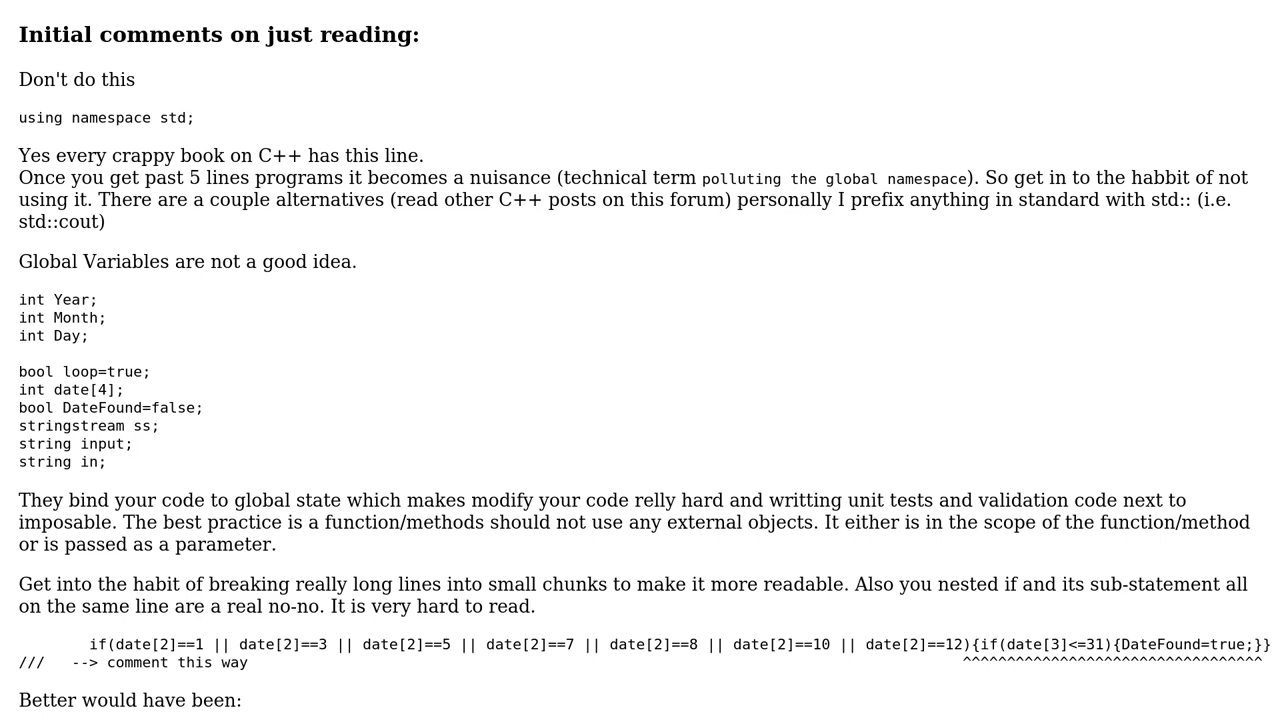 Initial comments on just reading:
Don't do this
using namespace std;
Yes every crappy book on C++ has this line.
Once you get past 5 lines programs it becomes a nuisance (technical term polluting the global namespace). So get in to the habbit of not
using it. There are a couple alternatives (read other C++ posts on this forum) personally I prefix anything in standard with std:: (i.e.
std::cout)
Global Variables are not a good idea.
int Year;
int Month;
int Day;
bool loop=true;
int date[4];
bool DateFound=false;
stringstream ss;
string input;
string in;
They bind your code to global state which makes modify your code relly hard and writting unit tests and validation code next to
imposable. The best practice is a function/methods should not use any external objects. It either is in the scope of the function/method
or is passed as a parameter.
Get into the habit of breaking really long lines into small chunks to make it more readable. Also you nested if and its sub-statement all
on the same line are a real no-no. It is very hard to read.
        if(date[2]==1 || date[2]==3 || date[2]==5 || date[2]==7 || date[2]==8 || date[2]==10 || date[2]==12){if(date[3]<=31){DateFound=true;}}
///   --> comment this way                                                                                 ^^^^^^^^^^^^^^^^^^^^^^^^^^^^^^^^^^
Better would have been: